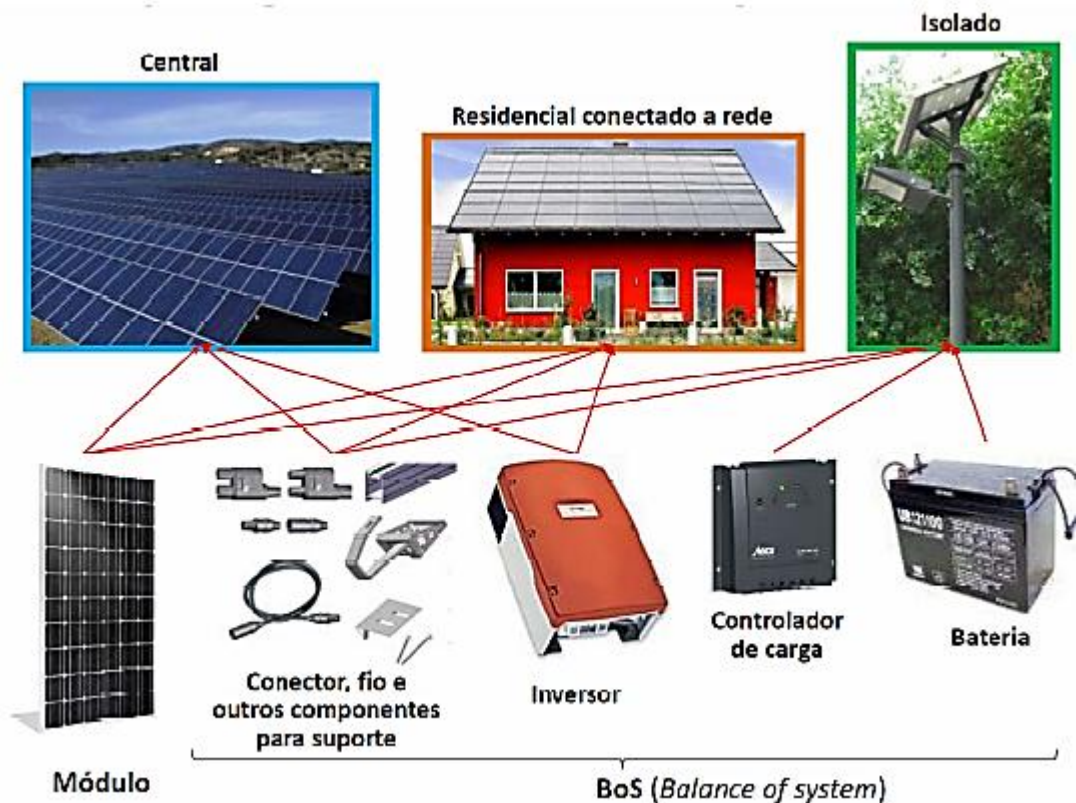 Central
Residencial conectado a rede
Isolado
Conector, fio e
outros componentes
para suporte
Inversor
Controlador
de carga
Bateria
Módulo
BoS (Balance of system)